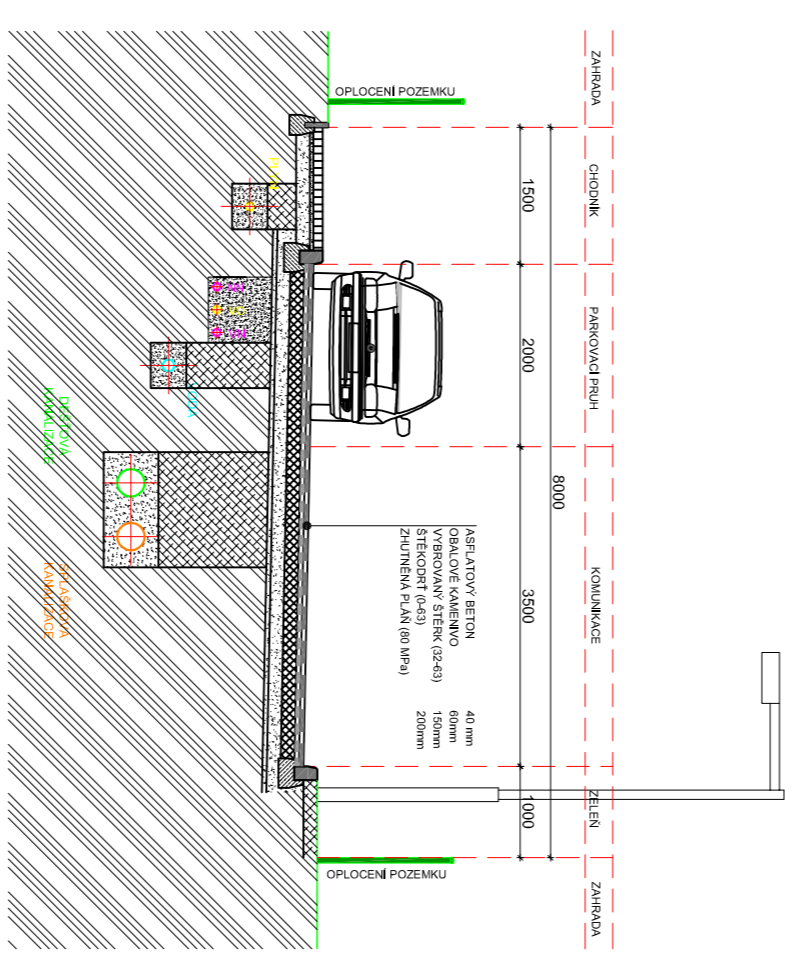 ZAHRADA
CHODNÍK
PARKOVACÍ PRUH
KOMUNIKACE
ZELEŇ
ZAHRADA
8000
1500
2000
3500
1000
OPLOCENÍ POZEMKU
OPLOCENÍ POZEMKU
ASFLATOVÝ BETON 40 mm
OBALOVÉ KAMENIVO 60mm
VYBROVANÝ ŠTĚRK (32-63) 150mm
ŠTĚKODRŤ (0-63) 200mm
ZHUTNĚNÁ PLÁŇ (80 MPa)
PLYN
VODA
DEŠŤOVÁ
KANALIZACE
SPLAŠKOVÁ
KANALIZACE